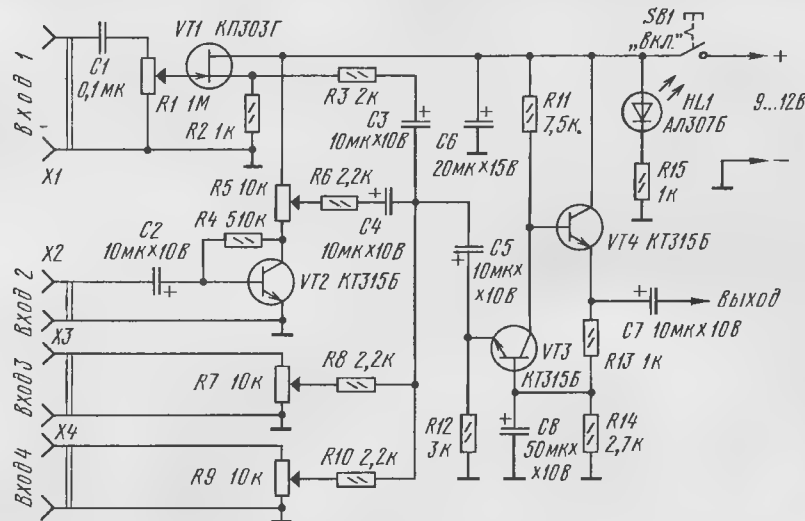 ВХОД 1
C1
0,1МК
R1 1М
VT1 КП303Г
R2 1К
R3 2К
C3
10МК×10В
C6
20МК×15В
R11
7,5К
SB1
„ВКЛ."
+
9...12В
–
HL1
АЛ307Б
R15
1К
X1
R5 10К
R6 2,2К
C4
10МК×10В
R4 510К
C2
10МК×10В
X2
ВХОД 2
VT2 КТ315Б
C5
10МК×
×10В
VT4 КТ315Б
ВЫХОД
C7 10МК×10В
X3
ВХОД 3
R7 10К
R8 2,2К
VT3
КТ315Б
R13 1К
R12
3К
C8
50МК×
×10В
R14
2,7К
X4
ВХОД 4
R9 10К
R10 2,2К